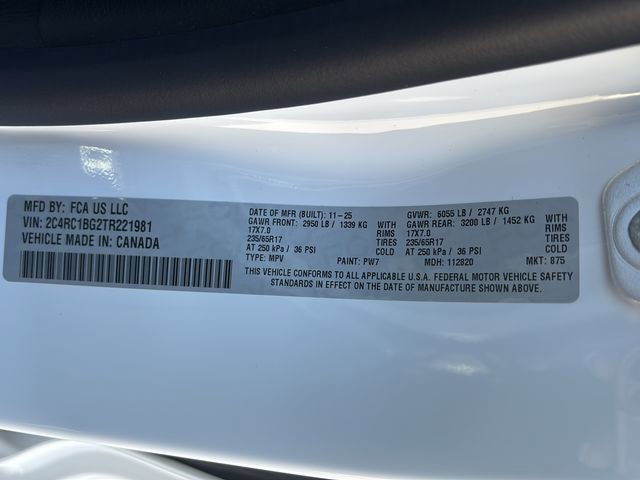 MFD BY: FCA US LLC
VIN: 2C4RC1BG2TR221981
VEHICLE MADE IN: CANADA
DATE OF MFR (BUILT): 11-25
GAWR FRONT: 2950 LB / 1339 KG WITH
17X7.0 RIMS
235/65R17 TIRES
AT 250 kPa / 36 PSI COLD
TYPE: MPV PAINT: PW7
GVWR: 6055 LB / 2747 KG
GAWR REAR: 3200 LB / 1452 KG WITH
17X7.0 RIMS
235/65R17 TIRES
AT 250 kPa / 36 PSI COLD
MDH: 112820 MKT: 875
THIS VEHICLE CONFORMS TO ALL APPLICABLE U.S.A. FEDERAL MOTOR VEHICLE SAFETY
STANDARDS IN EFFECT ON THE DATE OF MANUFACTURE SHOWN ABOVE.